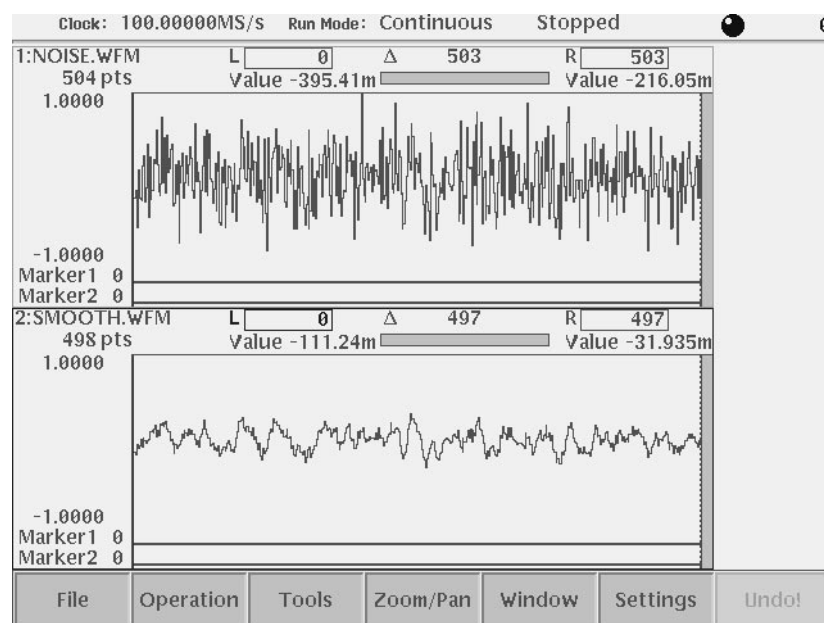 Clock: 100.00000MS/s Run Mode: Continuous Stopped
1:NOISE.WFM L 0 Δ 503 R 503
504 pts Value -395.41m Value -216.05m
1.0000
-1.0000
Marker1 0
Marker2 0
2:SMOOTH.WFM L 0 Δ 497 R 497
498 pts Value -111.24m Value -31.935m
1.0000
-1.0000
Marker1 0
Marker2 0
File Operation Tools Zoom/Pan Window Settings Undo!